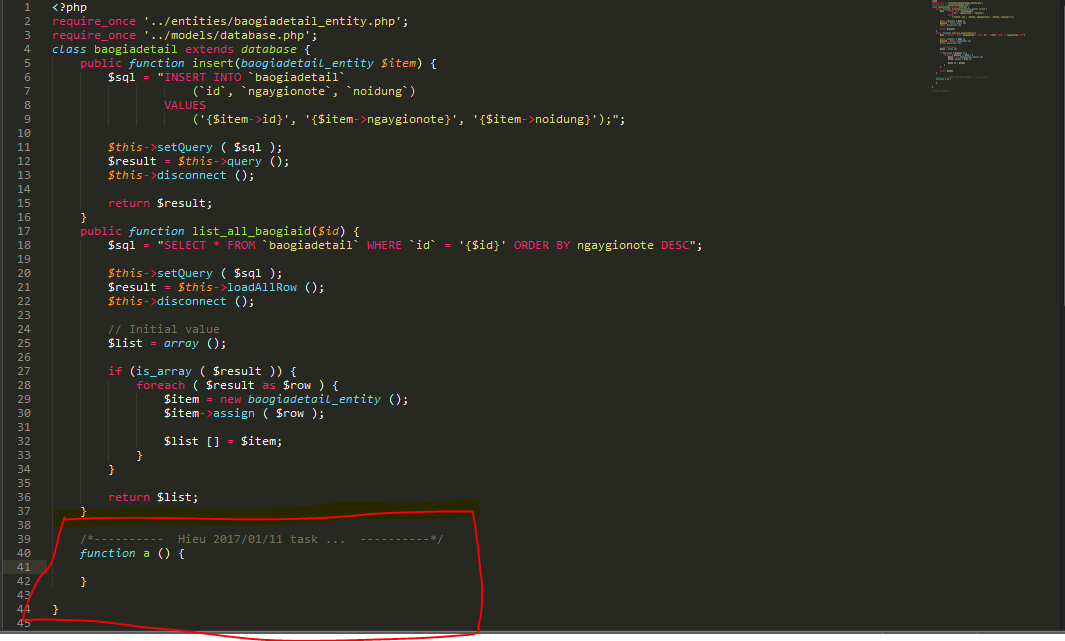 1 <?php
2 require_once '../entities/baogiadetail_entity.php';
3 require_once '../models/database.php';
4 class baogiadetail extends database {
5 public function insert(baogiadetail_entity $item) {
6 $sql = "INSERT INTO `baogiadetail`
7 (`id`, `ngaygionote`, `noidung`)
8 VALUES
9 ('{$item->id}', '{$item->ngaygionote}', '{$item->noidung}');";
10
11 $this->setQuery ( $sql );
12 $result = $this->query ();
13 $this->disconnect ();
14
15 return $result;
16 }
17 public function list_all_baogiaid($id) {
18 $sql = "SELECT * FROM `baogiadetail` WHERE `id` = '{$id}' ORDER BY ngaygionote DESC";
19
20 $this->setQuery ( $sql );
21 $result = $this->loadAllRow ();
22 $this->disconnect ();
23
24 // Initial value
25 $list = array ();
26
27 if (is_array ( $result )) {
28 foreach ( $result as $row ) {
29 $item = new baogiadetail_entity ();
30 $item->assign ( $row );
31
32 $list [] = $item;
33 }
34 }
35
36 return $list;
37 }
38
39 /*---------- Hieu 2017/01/11 task ... ----------*/
40 function a () {
41
42 }
43
44 }
45